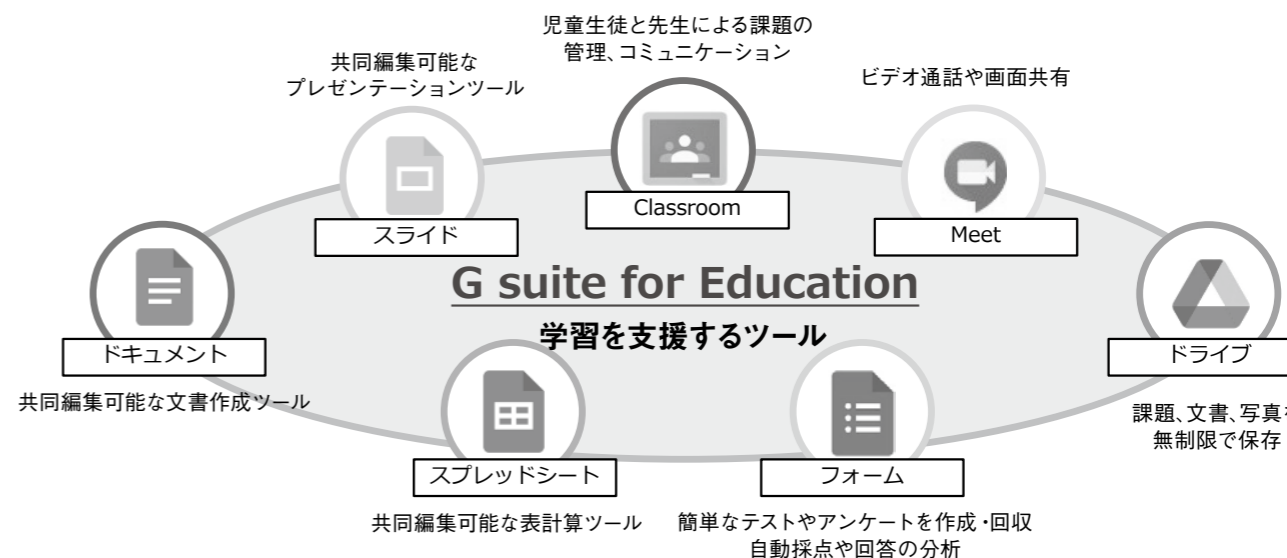 児童生徒と先生による課題の
管理、コミュニケーション
共同編集可能な
プレゼンテーションツール
ビデオ通話や画面共有
Classroom
スライド
Meet
G suite for Education
学習を支援するツール
ドキュメント
ドライブ
共同編集可能な文書作成ツール
課題、文書、写真を
無制限で保存
スプレッドシート
フォーム
共同編集可能な表計算ツール
簡単なテストやアンケートを作成・回収
自動採点や回答の分析